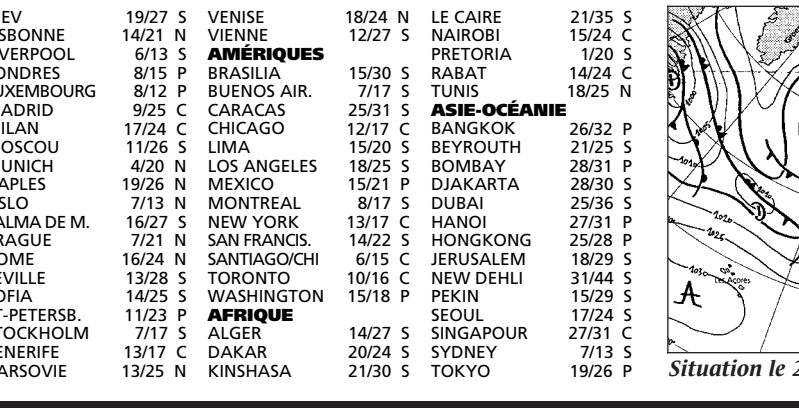 EV 19/27 S
SBONNE 14/21 N
VERPOOL 6/13 S
ONDRES 8/15 P
UXEMBOURG 8/12 P
ADRID 9/25 C
ILAN 17/24 C
OSCOU 11/26 S
UNICH 4/20 N
APLES 19/26 N
SLO 7/13 N
ALMA DE M. 16/27 S
RAGUE 7/21 N
OME 16/24 N
EVILLE 13/28 S
OFIA 14/25 S
T-PETERSB. 11/23 P
TOCKHOLM 7/17 S
ENERIFE 13/17 C
ARSOVIE 13/25 N
VENISE 18/24 N
VIENNE 12/27 S
AMÉRIQUES
BRASILIA 15/30 S
BUENOS AIR. 7/17 S
CARACAS 25/31 S
CHICAGO 12/17 C
LIMA 15/20 S
LOS ANGELES 18/25 S
MEXICO 15/21 P
MONTREAL 8/17 S
NEW YORK 13/17 C
SAN FRANCIS. 14/22 S
SANTIAGO/CHI 6/15 C
TORONTO 10/16 C
WASHINGTON 15/18 P
AFRIQUE
ALGER 14/27 S
DAKAR 20/24 S
KINSHASA 21/30 S
LE CAIRE 21/35 S
NAIROBI 15/24 C
PRETORIA 1/20 S
RABAT 14/24 C
TUNIS 18/25 N
ASIE-OCÉANIE
BANGKOK 26/32 P
BEYROUTH 21/25 S
BOMBAY 28/31 P
DJAKARTA 28/30 S
DUBAI 25/36 S
HANOI 27/31 P
HONGKONG 25/28 P
JERUSALEM 18/29 S
NEW DEHLI 31/44 S
PEKIN 15/29 S
SEOUL 17/24 S
SINGAPOUR 27/31 C
SYDNEY 7/13 S
TOKYO 19/26 P
1005
1010
1010
D
1020
1025
1030
Les Açores
A
Situation le 2